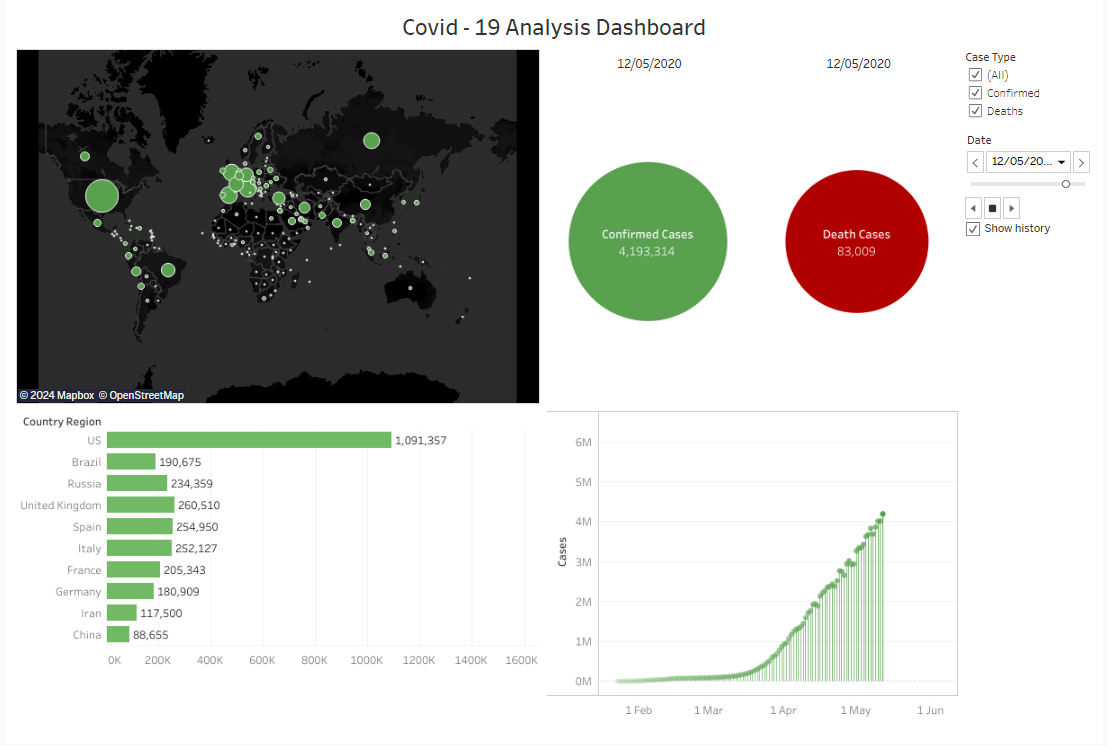 Covid - 19 Analysis Dashboard
12/05/2020
12/05/2020
Case Type
(All)
Confirmed
Deaths
Date
12/05/20...
Show history
Confirmed Cases
4,193,314
Death Cases
83,009
© 2024 Mapbox © OpenStreetMap
Country Region
US 1,091,357
Brazil 190,675
Russia 234,359
United Kingdom 260,510
Spain 254,950
Italy 252,127
France 205,343
Germany 180,909
Iran 117,500
China 88,655
0K 200K 400K 600K 800K 1000K 1200K 1400K 1600K
Cases
6M
5M
4M
3M
2M
1M
0M
1 Feb 1 Mar 1 Apr 1 May 1 Jun